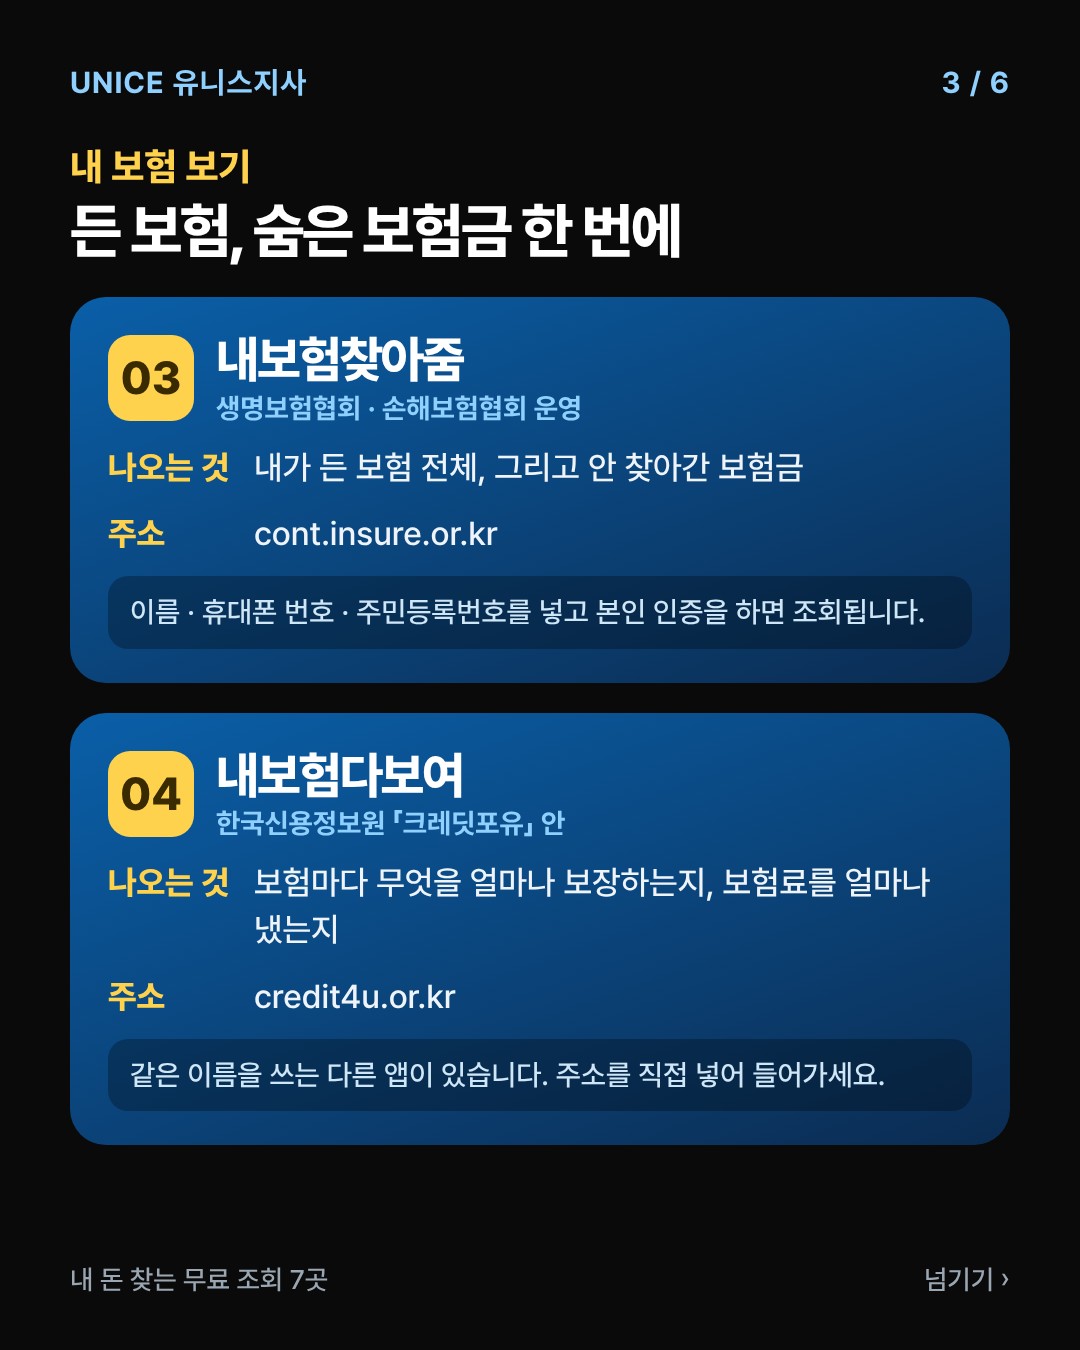 UNICE 유니스지사
3 / 6
내 보험 보기
든 보험, 숨은 보험금 한 번에
03
내보험찾아줌
생명보험협회 · 손해보험협회 운영
나오는 것 내가 든 보험 전체, 그리고 안 찾아간 보험금
주소 cont.insure.or.kr
이름 · 휴대폰 번호 · 주민등록번호를 넣고 본인 인증을 하면 조회됩니다.
04
내보험다보여
한국신용정보원 「크레딧포유」 안
나오는 것 보험마다 무엇을 얼마나 보장하는지, 보험료를 얼마나
냈는지
주소 credit4u.or.kr
같은 이름을 쓰는 다른 앱이 있습니다. 주소를 직접 넣어 들어가세요.
내 돈 찾는 무료 조회 7곳
넘기기 ›